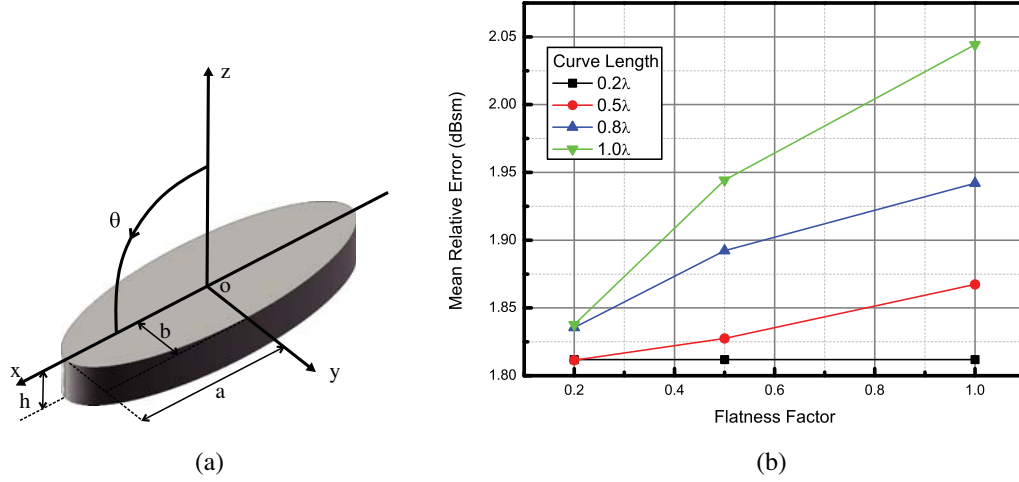 z
θ
o
b
x
y
h
a
(a)
Mean Relative Error (dBsm)
2.05
2.00
1.95
1.90
1.85
1.80
Curve Length
0.2λ
0.5λ
0.8λ
1.0λ
0.2 0.4 0.6 0.8 1.0
Flatness Factor
(b)